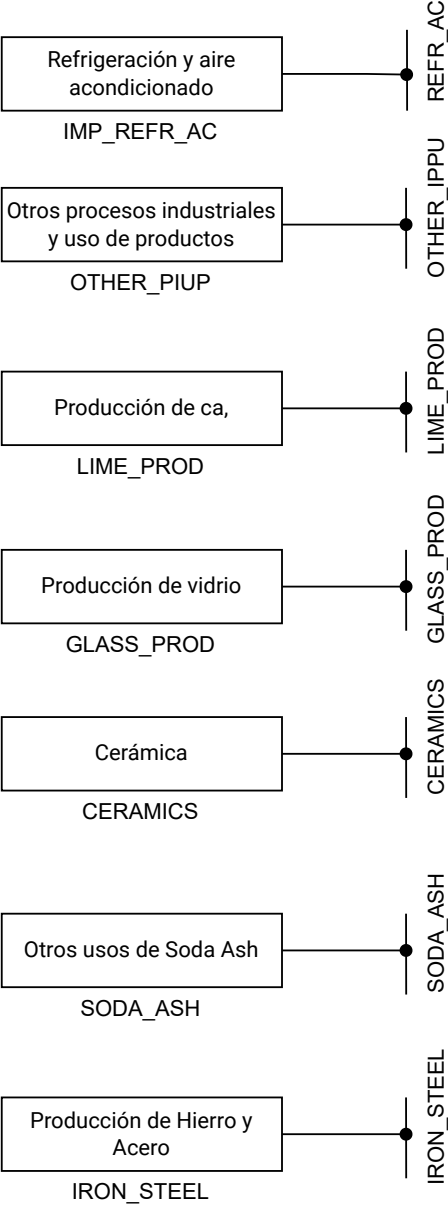 Refrigeración y aire
acondicionado
IMP_REFR_AC
REFR_AC
Otros procesos industriales
y uso de productos
OTHER_PIUP
OTHER_IPPU
Producción de ca,
LIME_PROD
LIME_PROD
Producción de vidrio
GLASS_PROD
GLASS_PROD
Cerámica
CERAMICS
CERAMICS
Otros usos de Soda Ash
SODA_ASH
SODA_ASH
Producción de Hierro y
Acero
IRON_STEEL
IRON_STEEL